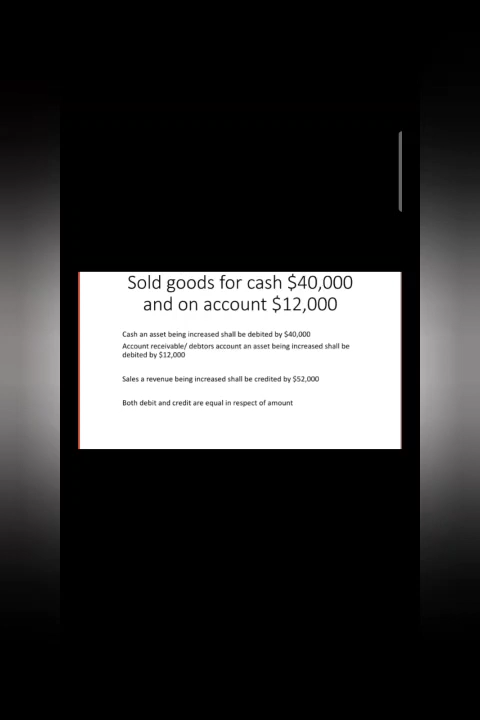 Sold goods for cash $40,000
and on account $12,000
Cash an asset being increased shall be debited by $40,000
Account receivable/ debtors account an asset being increased shall be
debited by $12,000
Sales a revenue being increased shall be credited by $52,000
Both debit and credit are equal in respect of amount